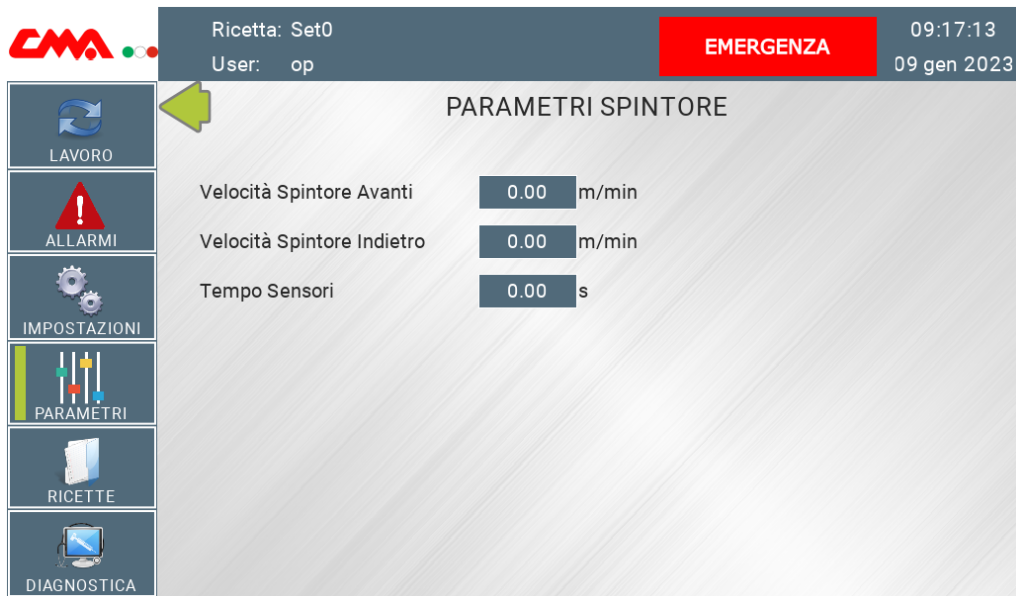 CMA
Ricetta: Set0
User: op
EMERGENZA
09:17:13
09 gen 2023
LAVORO
ALLARMI
IMPOSTAZIONI
PARAMETRI
RICETTE
DIAGNOSTICA
PARAMETRI SPINTORE
Velocità Spintore Avanti 0.00 m/min
Velocità Spintore Indietro 0.00 m/min
Tempo Sensori 0.00 s